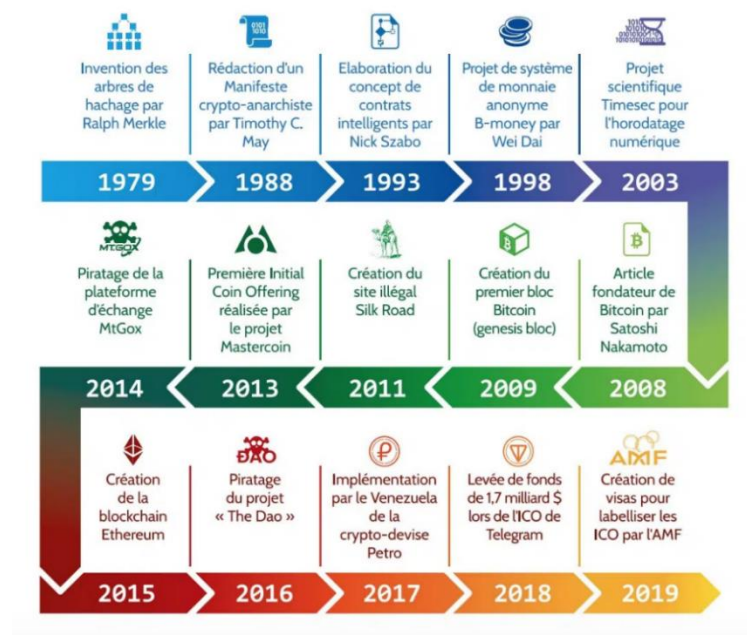 0101
1010
Invention des
arbres de
hachage par
Ralph Merkle
Rédaction d'un
Manifeste
crypto-anarchiste
par Timothy C.
May
Elaboration du
concept de
contrats
intelligents par
Nick Szabo
Projet de système
de monnaie
anonyme
B-money par
Wei Dai
Projet
scientifique
Timesec pour
l'horodatage
numérique
1979
1988
1993
1998
2003
MTGOX
Piratage de la
plateforme
d'échange
MtGox
Première Initial
Coin Offering
réalisée par
le projet
Mastercoin
Création du
site illégal
Silk Road
Création du
premier bloc
Bitcoin
(genesis bloc)
Article
fondateur de
Bitcoin par
Satoshi
Nakamoto
2014
2013
2011
2009
2008
Création
de la
blockchain
Ethereum
ĐAO
Piratage
du projet
« The Dao »
Implémentation
par le Venezuela
de la
crypto-devise
Petro
Levée de fonds
de 1,7 milliard $
lors de l'ICO de
Telegram
AMF
Création de
visas pour
labelliser les
ICO par l'AMF
2015
2016
2017
2018
2019